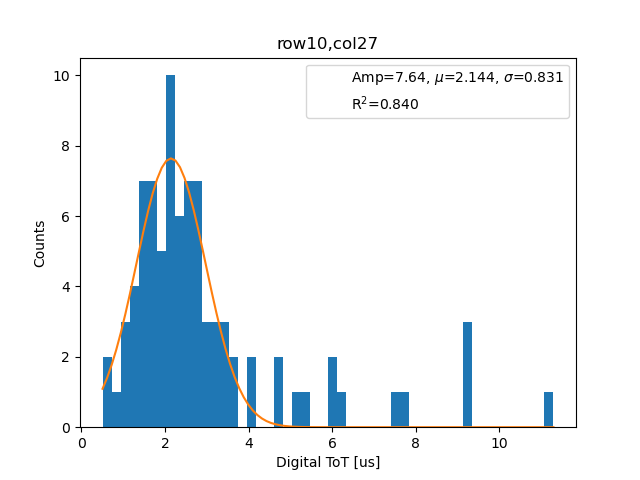 row10,col27
Amp=7.64, μ=2.144, σ=0.831
R²=0.840
10
8
6
4
2
0
Counts
0 2 4 6 8 10
Digital ToT [us]